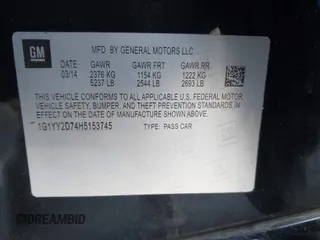 GM
MFD BY GENERAL MOTORS LLC
DATE GVWR GAWR FRT GAWR RR
03/14 2376 KG 1154 KG 1222 KG
5237 LB 2544 LB 2693 LB
THIS VEHICLE CONFORMS TO ALL APPLICABLE U.S. FEDERAL MOTOR
VEHICLE SAFETY, BUMPER, AND THEFT PREVENTION STANDARDS
IN EFFECT ON THE DATE OF MANUFACTURE SHOWN ABOVE.
1G1YY2D74H5153745 TYPE: PASS CAR
DREAMBID